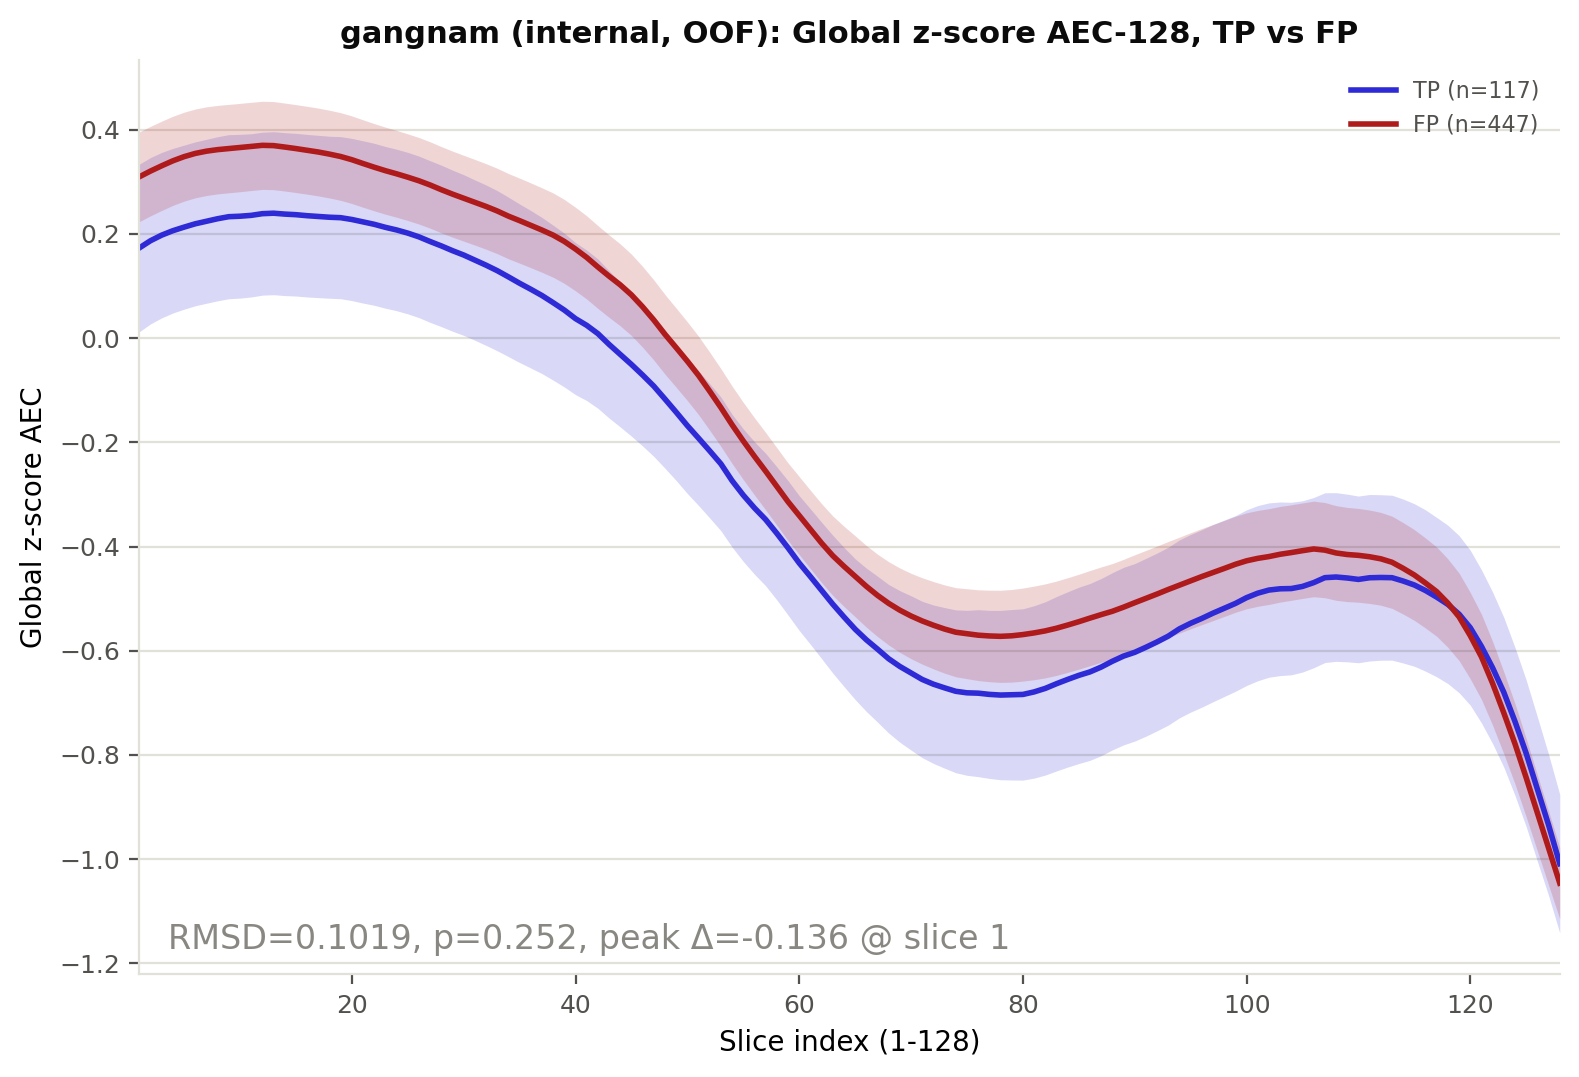 gangnam (internal, OOF): Global z-score AEC-128, TP vs FP
TP (n=117)
FP (n=447)
0.4
0.2
0.0
−0.2
−0.4
−0.6
−0.8
−1.0
−1.2
Global z-score AEC
RMSD=0.1019, p=0.252, peak Δ=-0.136 @ slice 1
20 40 60 80 100 120
Slice index (1-128)